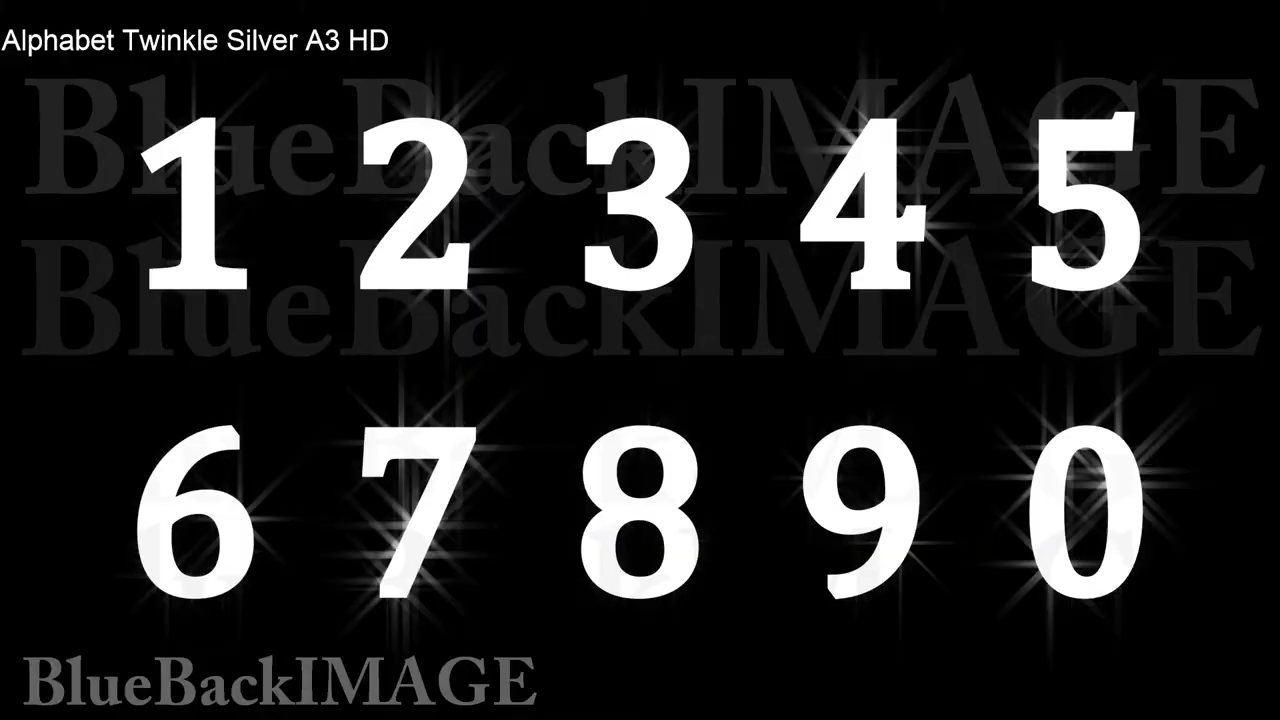 Alphabet Twinkle Silver A3 HD
BlueBackIMAGE
1 2 3 4 5
BlueBackIMAGE
6 7 8 9 0
BlueBackIMAGE